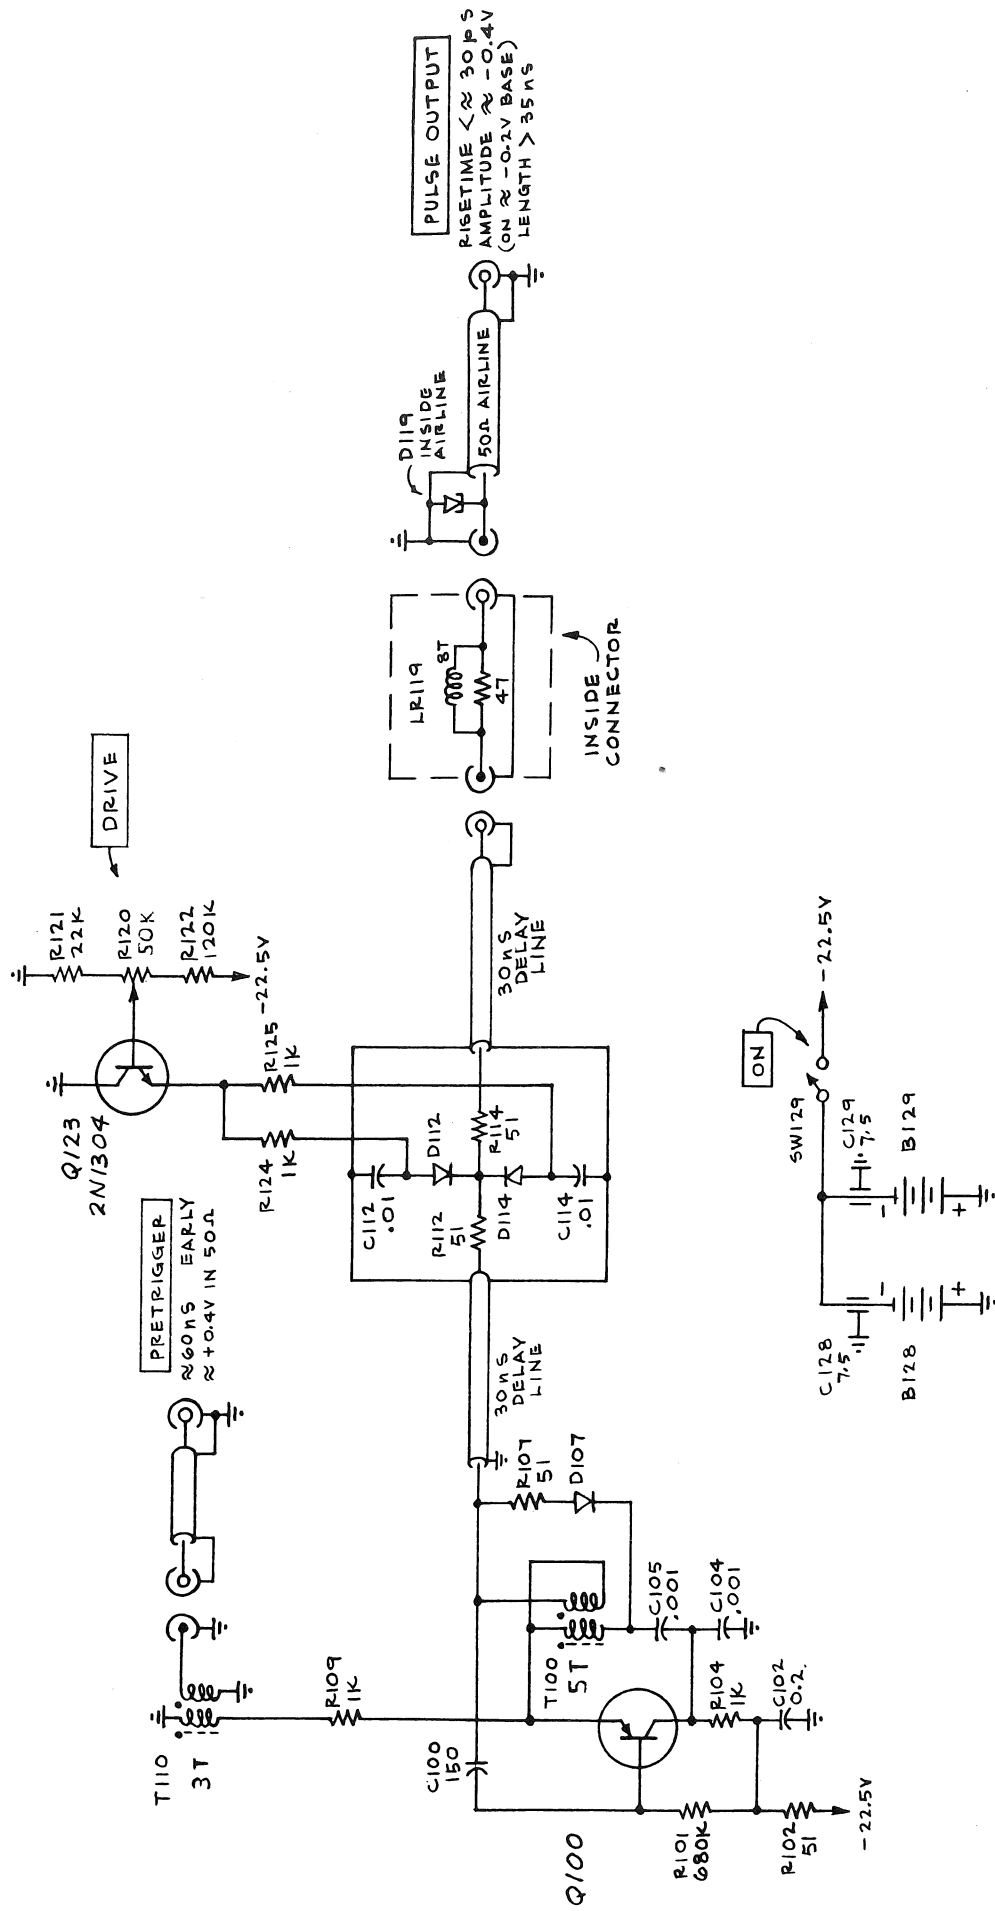 T110
3T
PRETRIGGER
≈60ns EARLY
≈+0.4V IN 50Ω
Q123
2N1304
R121
22K
R120
50K
R122
120K
-22.5V
DRIVE
R109
1K
R124
1K
R125
1K
C100
150
T100
5T
R107
51
D107
30ns
DELAY
LINE
C112
.01
R112
51
D112
D114
R114
51
C114
.01
30ns
DELAY
LINE
LR119
8T
47
INSIDE
CONNECTOR
D119
INSIDE
AIRLINE
50Ω AIRLINE
PULSE OUTPUT
RISETIME <≈ 30ps
AMPLITUDE ≈ -0.4V
(ON ≈ -0.2V BASE)
LENGTH > 35ns
Q100
R101
680K
R104
1K
C105
.001
C104
.001
C102
0.2
R102
51
-22.5V
C128
7.5
B128
-
+
C129
7.5
B129
-
+
SW129
ON
-22.5V